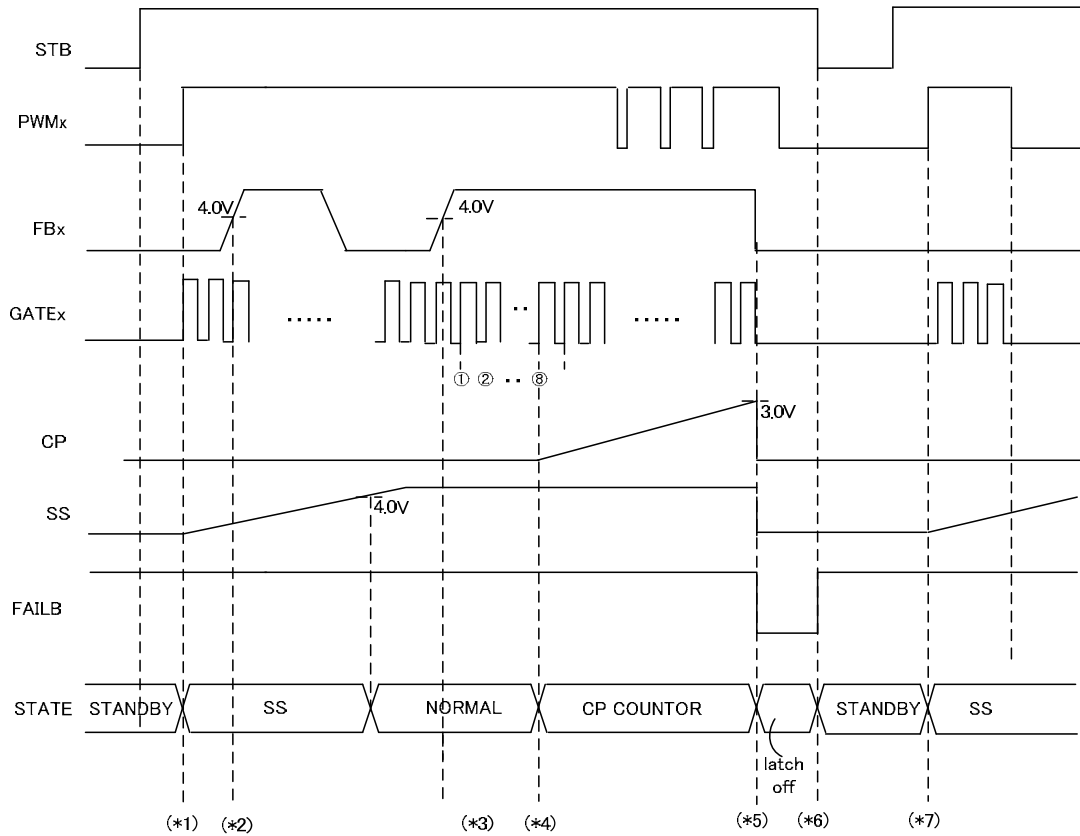 STB
PWMx
4.0V
4.0V
FBx
GATEx
.....
..
.....
① ② .. ⑧
3.0V
CP
4.0V
SS
FAILB
STATE STANDBY SS NORMAL CP COUNTOR STANDBY SS
latch
off
(*1) (*2) (*3) (*4) (*5) (*6) (*7)